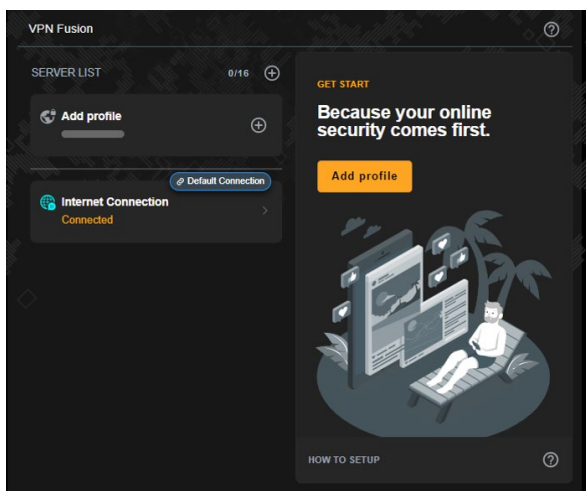 VPN Fusion
SERVER LIST 0/16
Add profile
Default Connection
Internet Connection
Connected
GET START
Because your online
security comes first.
Add profile
HOW TO SETUP